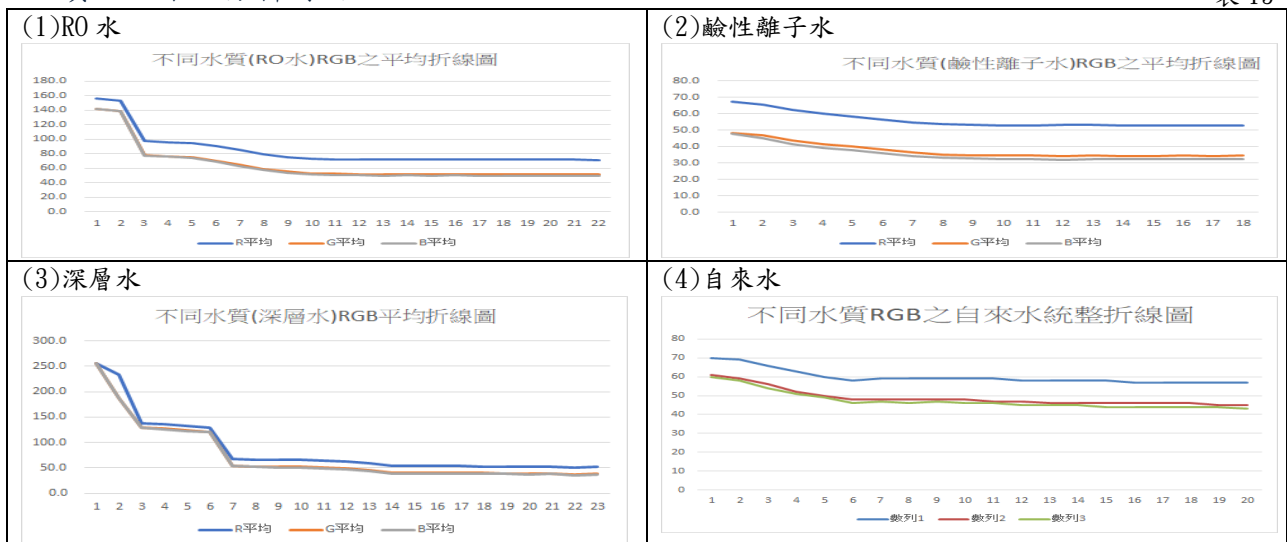 表 15
(1)RO 水
不同水質(RO水)RGB之平均折線圖
180.0
160.0
140.0
120.0
100.0
80.0
60.0
40.0
20.0
0.0
1 2 3 4 5 6 7 8 9 10 11 12 13 14 15 16 17 18 19 20 21 22
R平均 G平均 B平均
(2)鹼性離子水
不同水質(鹼性離子水)RGB之平均折線圖
80.0
70.0
60.0
50.0
40.0
30.0
20.0
10.0
0.0
1 2 3 4 5 6 7 8 9 10 11 12 13 14 15 16 17 18
R平均 G平均 B平均
(3)深層水
不同水質(深層水)RGB平均折線圖
300.0
250.0
200.0
150.0
100.0
50.0
0.0
1 2 3 4 5 6 7 8 9 10 11 12 13 14 15 16 17 18 19 20 21 22 23
R平均 G平均 B平均
(4)自來水
不同水質RGB之自來水統整折線圖
80
70
60
50
40
30
20
10
0
1 2 3 4 5 6 7 8 9 10 11 12 13 14 15 16 17 18 19 20
數列1 數列2 數列3